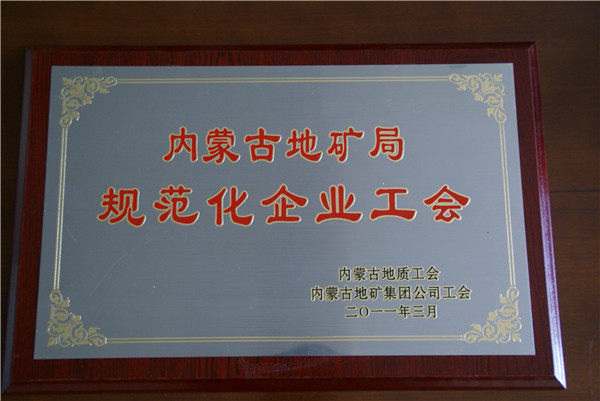 内蒙古地矿局
规范化企业工会
内蒙古地质工会
内蒙古地矿集团公司工会
二〇一一年三月